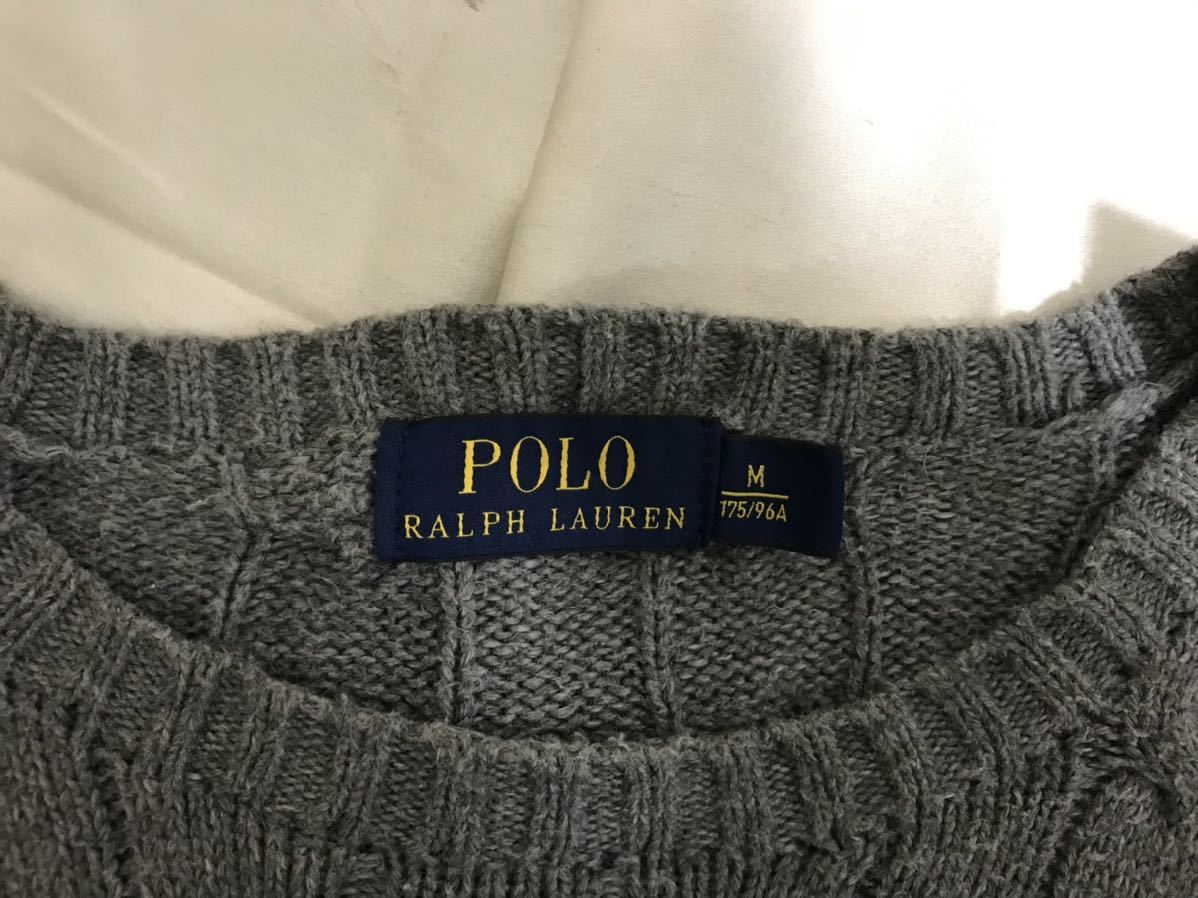 POLO
RALPH LAUREN
M
175/96A